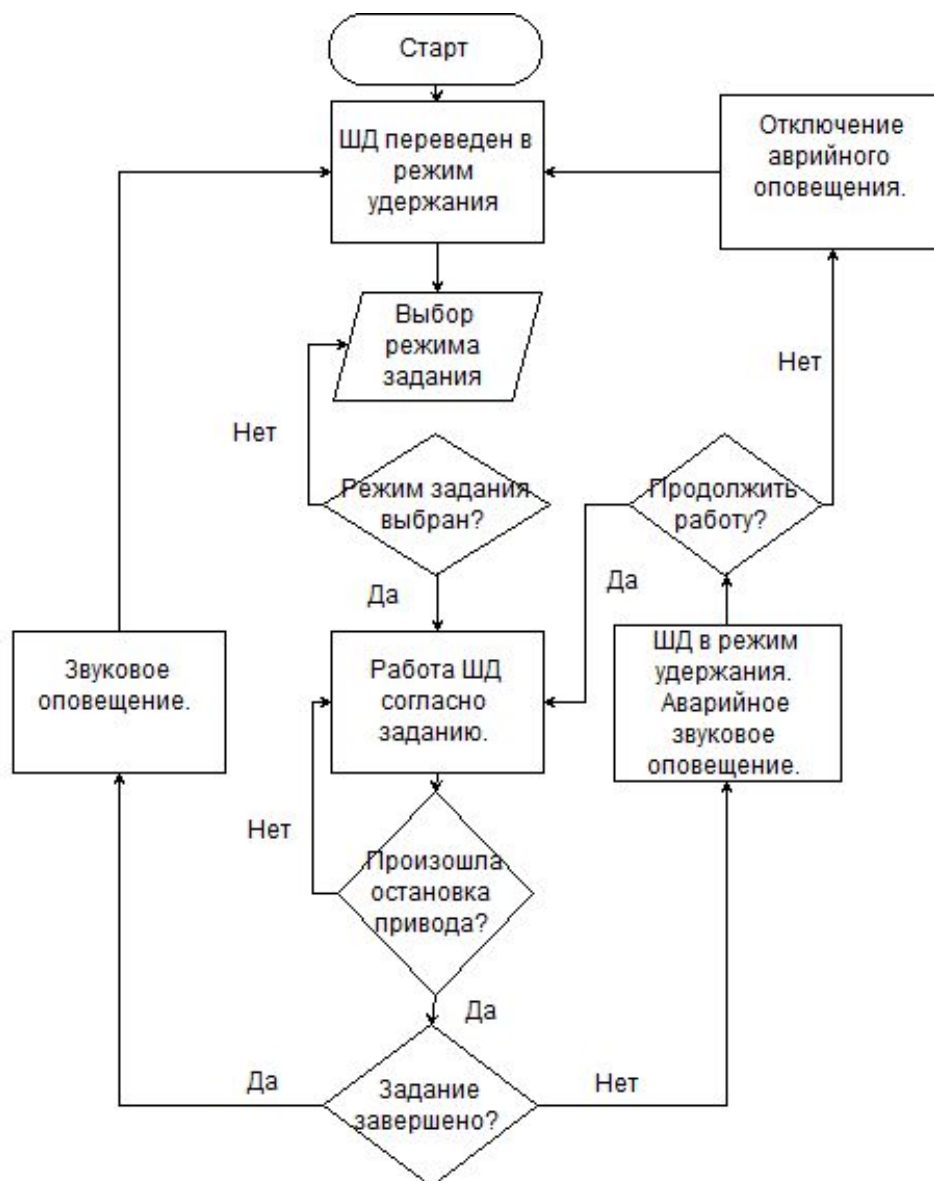 Старт
ШД переведен в
режим
удержания
Отключение
аврийного
оповещения.
Выбор
режима
задания
Нет
Нет
Режим задания
выбран?
Продолжить
работу?
Да
Да
Звуковое
оповещение.
Работа ШД
согласно
заданию.
ШД в режим
удержания.
Аварийное
звуковое
оповещение.
Нет
Произошла
остановка
привода?
Да
Да
Нет
Задание
завершено?